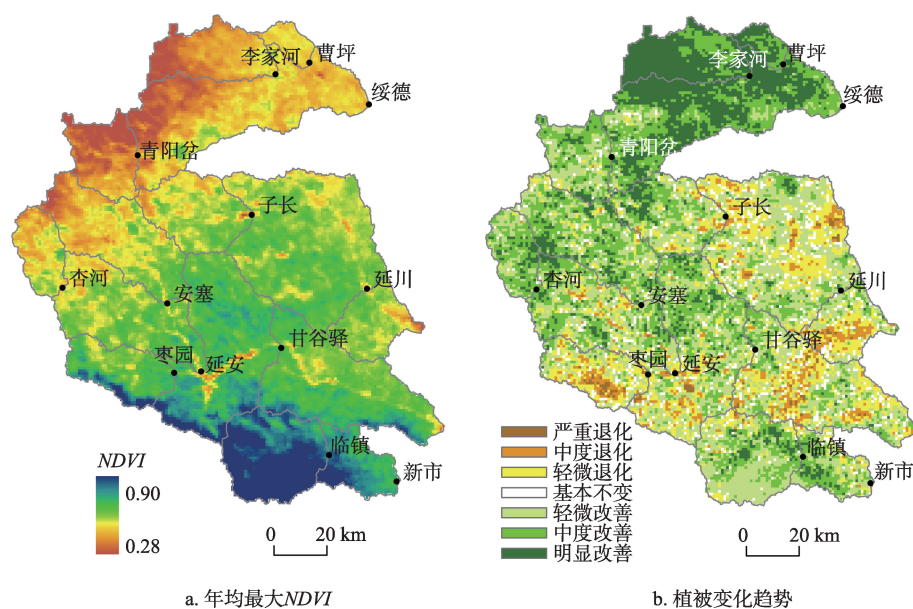 李家河
曹坪
绥德
青阳岔
子长
杏河
安塞
延川
甘谷驿
枣园
延安
临镇
新市
NDVI
0.90
0.28
0 20 km
a. 年均最大NDVI
李家河
曹坪
绥德
青阳岔
子长
杏河
安塞
延川
甘谷驿
枣园
延安
临镇
新市
严重退化
中度退化
轻微退化
基本不变
轻微改善
中度改善
明显改善
0 20 km
b. 植被变化趋势